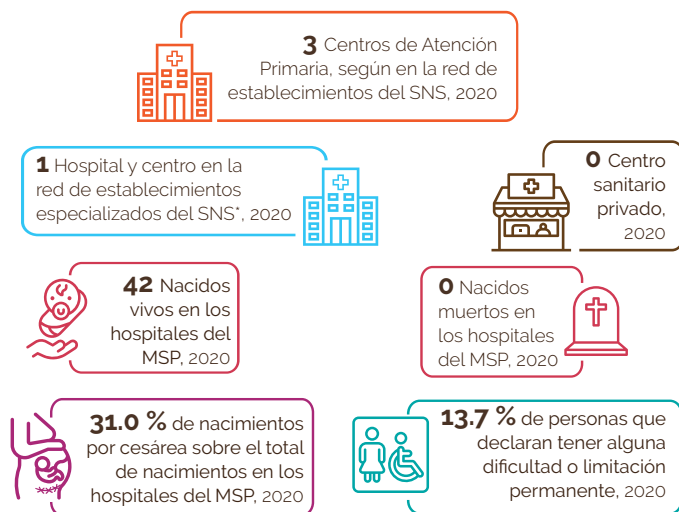 3 Centros de Atención
Primaria, según en la red de
establecimientos del SNS, 2020
1 Hospital y centro en la
red de establecimientos
especializados del SNS*, 2020
0 Centro
sanitario
privado,
2020
42 Nacidos
vivos en los
hospitales del
MSP, 2020
0 Nacidos
muertos en
los hospitales
del MSP, 2020
31.0 % de nacimientos
por cesárea sobre el total
de nacimientos en los
hospitales del MSP, 2020
13.7 % de personas que
declaran tener alguna
dificultad o limitación
permanente, 2020